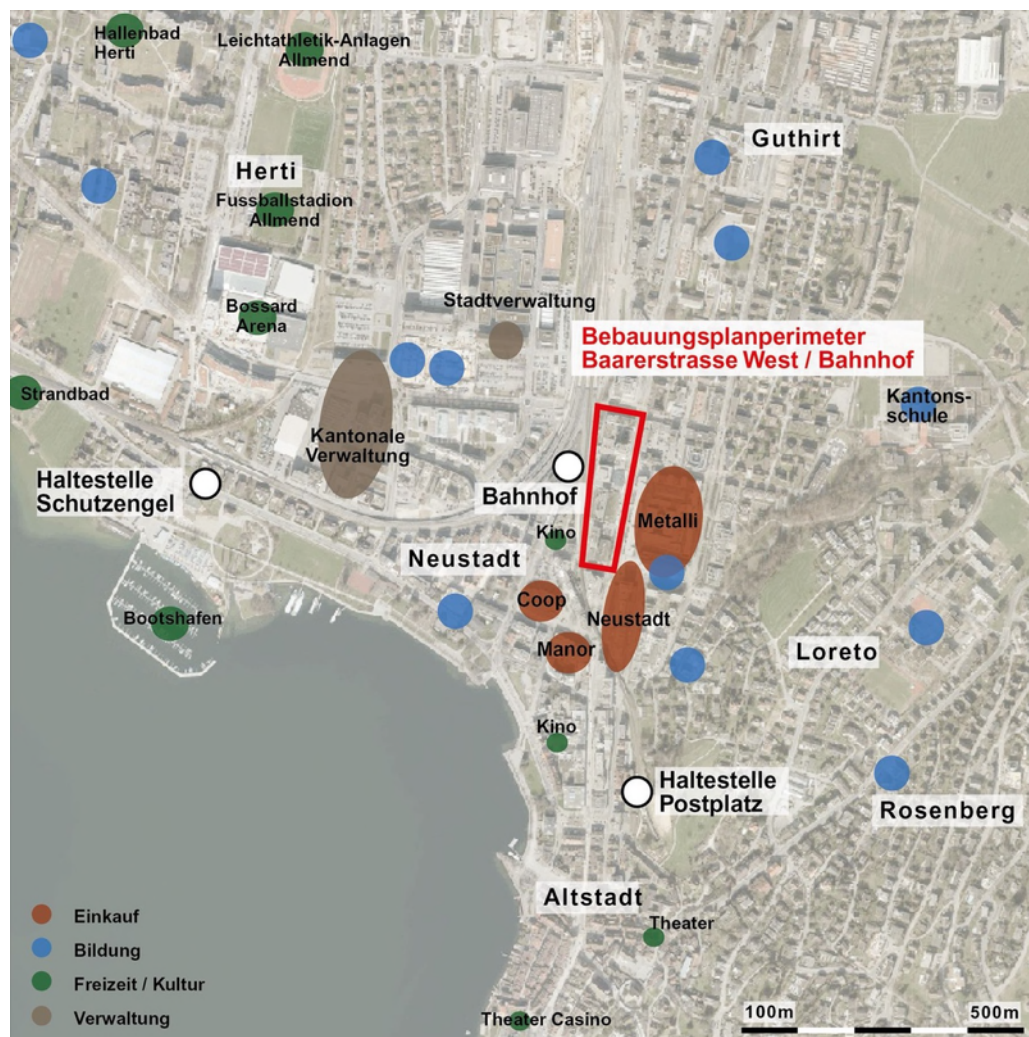 Hallenbad
Herti
Leichtathletik-Anlagen
Allmend
Guthirt
Herti
Fussballstadion
Allmend
Stadtverwaltung
Bossard
Arena
Bebauungsplanperimeter
Baarerstrasse West / Bahnhof
Strandbad
Kantons-
schule
Kantonale
Verwaltung
Haltestelle
Schutzengel
Bahnhof
Metalli
Kino
Neustadt
Coop
Bootshafen
Neustadt
Manor
Loreto
Kino
Haltestelle
Postplatz
Rosenberg
Altstadt
Theater
Einkauf
Bildung
Freizeit / Kultur
Verwaltung
Theater Casino
100m 500m